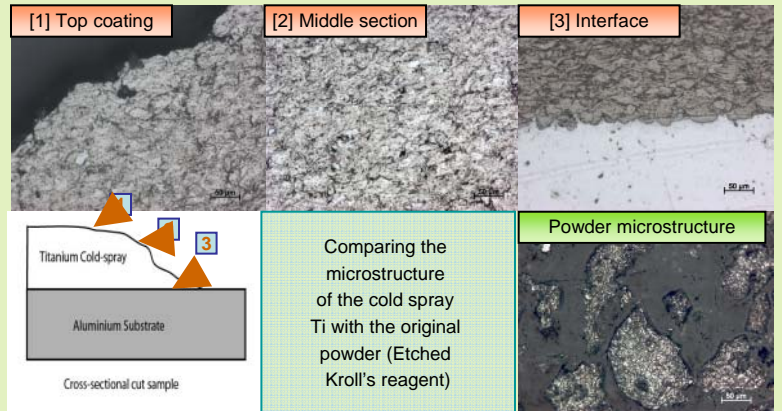 [1] Top coating
[2] Middle section
[3] Interface
50 µm
50 µm
50 µm
3
Titanium Cold-spray
Aluminium Substrate
Cross-sectional cut sample
Comparing the
microstructure
of the cold spray
Ti with the original
powder (Etched
Kroll's reagent)
Powder microstructure
50 µm